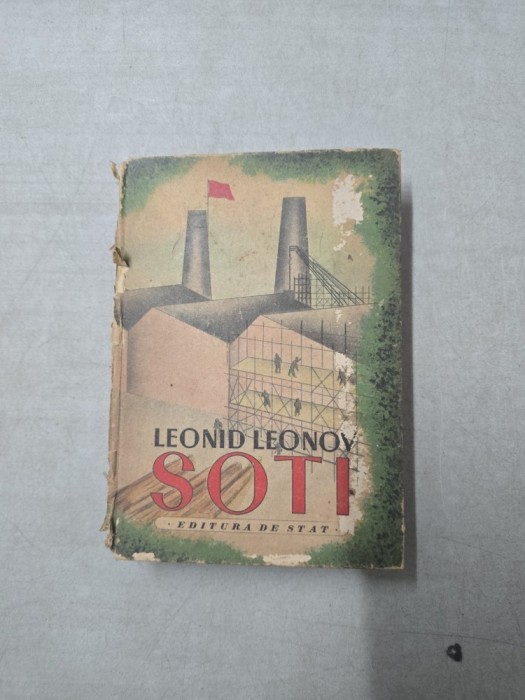 LEONID LEONOV
SOTI
· EDITURA DE STAT ·